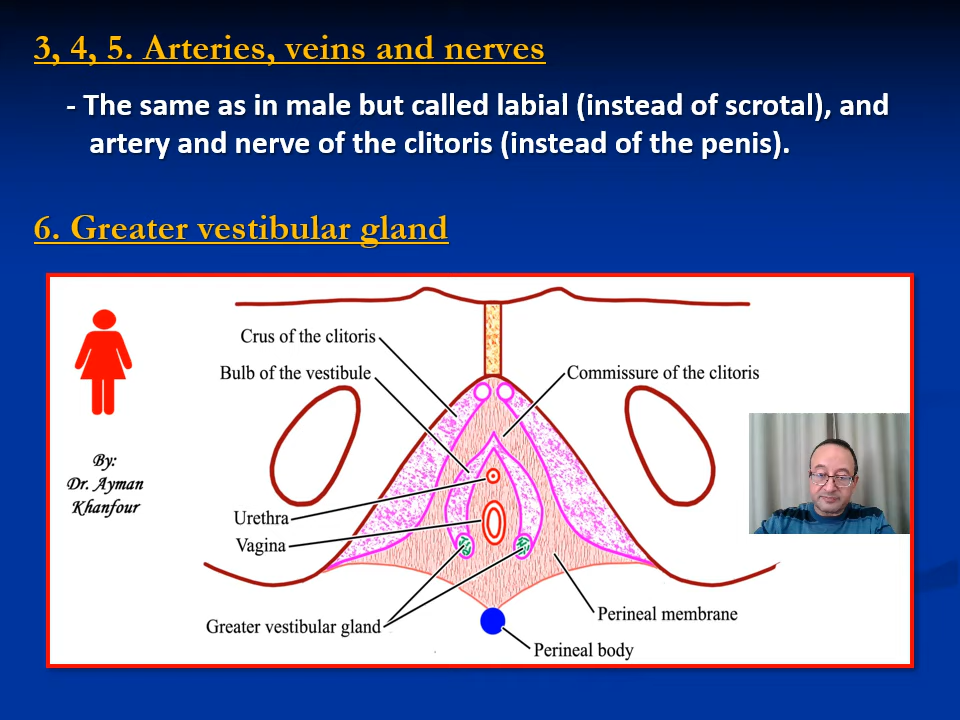 3, 4, 5. Arteries, veins and nerves
- The same as in male but called labial (instead of scrotal), and
artery and nerve of the clitoris (instead of the penis).
6. Greater vestibular gland
Crus of the clitoris
Bulb of the vestibule
Commissure of the clitoris
By:
Dr. Ayman
Khanfour
Urethra
Vagina
Greater vestibular gland
Perineal membrane
Perineal body